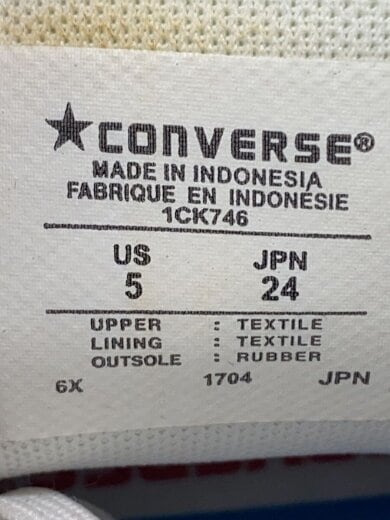 ★CONVERSE®
MADE IN INDONESIA
FABRIQUE EN INDONÉSIE
1CK746
US JPN
5 24
UPPER : TEXTILE
LINING : TEXTILE
OUTSOLE : RUBBER
6X 1704 JPN